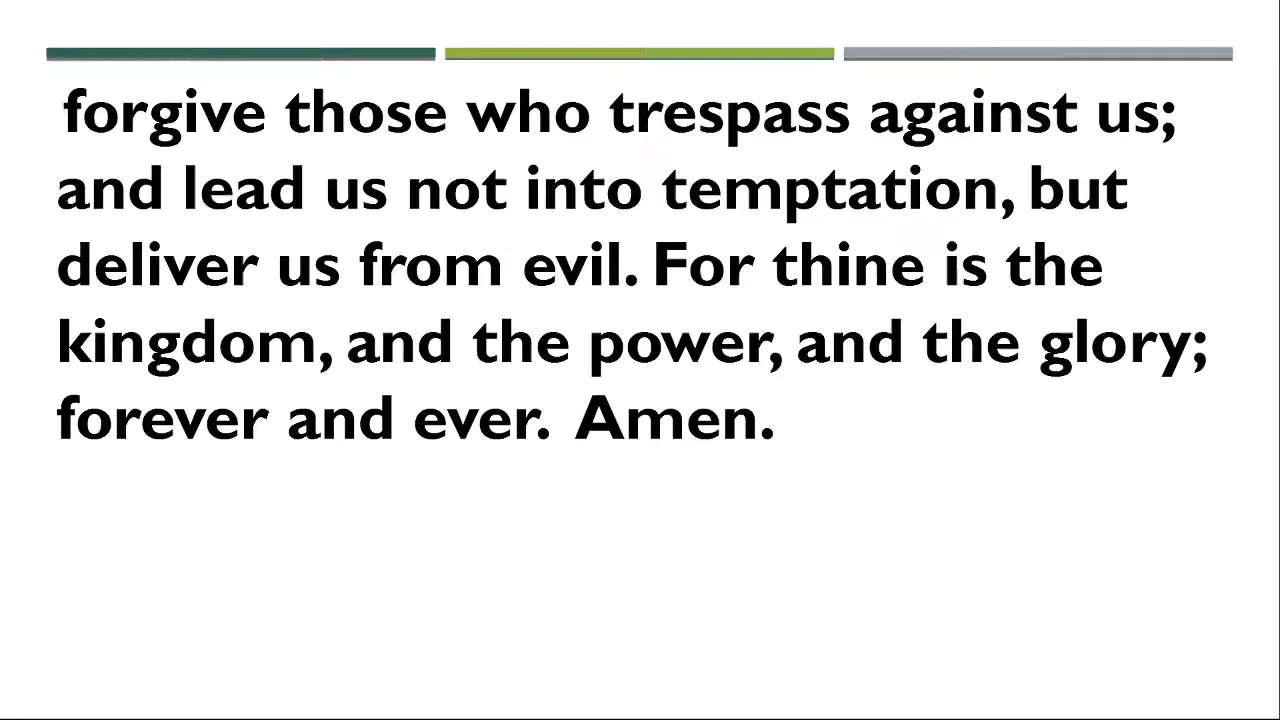 forgive those who trespass against us;
and lead us not into temptation, but
deliver us from evil. For thine is the
kingdom, and the power, and the glory;
forever and ever. Amen.